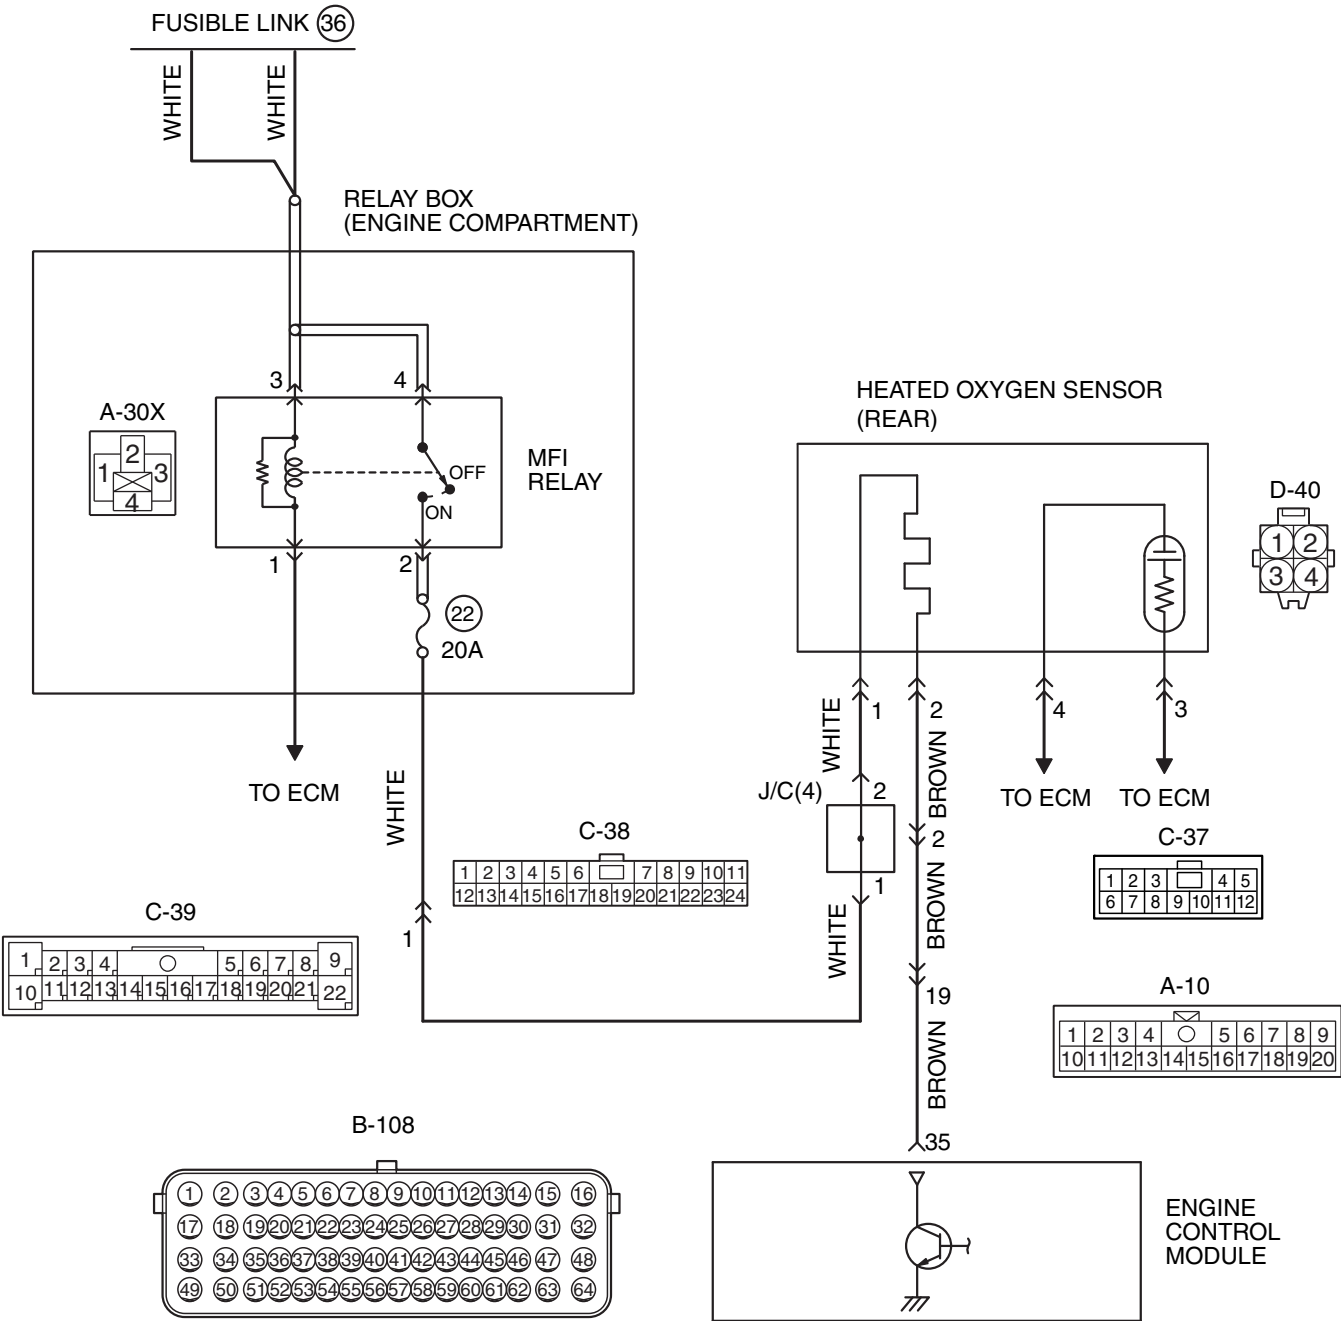 FUSIBLE LINK 36
WHITE
WHITE
RELAY BOX
(ENGINE COMPARTMENT)
3
4
A-30X
2
1
3
4
OFF
ON
MFI
RELAY
1
2
22
20A
TO ECM
HEATED OXYGEN SENSOR
(REAR)
D-40
1 2
3 4
1
2
4
3
WHITE
BROWN
J/C(4)
2
1
2
TO ECM
TO ECM
WHITE
1
C-38
1 2 3 4 5 6 7 8 9 10 11
12 13 14 15 16 17 18 19 20 21 22 23 24
C-37
1 2 3 4 5
6 7 8 9 10 11 12
WHITE
BROWN
C-39
1 2 3 4 5 6 7 8 9
10 11 12 13 14 15 16 17 18 19 20 21 22
19
A-10
1 2 3 4 5 6 7 8 9
10 11 12 13 14 15 16 17 18 19 20
BROWN
35
B-108
1 2 3 4 5 6 7 8 9 10 11 12 13 14 15 16
17 18 19 20 21 22 23 24 25 26 27 28 29 30 31 32
33 34 35 36 37 38 39 40 41 42 43 44 45 46 47 48
49 50 51 52 53 54 55 56 57 58 59 60 61 62 63 64
ENGINE
CONTROL
MODULE